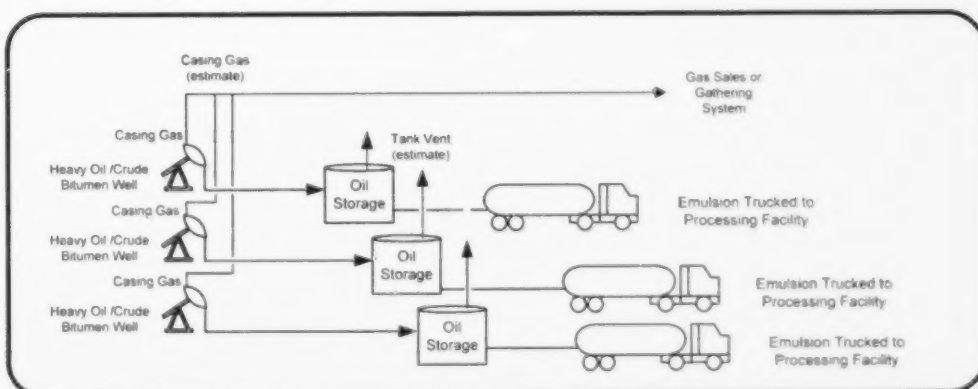 Casing Gas
(estimate)
Gas Sales or
Gathering
System
Casing Gas
Tank Vent
(estimate)
Heavy Oil /Crude
Bitumen Well
Oil
Storage
Emulsion Trucked to
Processing Facility
Casing Gas
Heavy Oil /Crude
Bitumen Well
Oil
Storage
Emulsion Trucked to
Processing Facility
Casing Gas
Heavy Oil /Crude
Bitumen Well
Oil
Storage
Emulsion Trucked to
Processing Facility